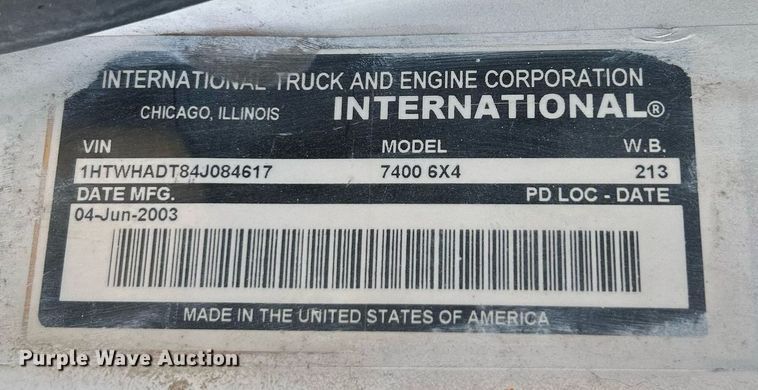 INTERNATIONAL TRUCK AND ENGINE CORPORATION
CHICAGO, ILLINOIS INTERNATIONAL®
VIN MODEL W.B.
1HTWHADT84J084617 7400 6X4 213
DATE MFG. PD LOC - DATE
04-Jun-2003
MADE IN THE UNITED STATES OF AMERICA
Purple Wave Auction